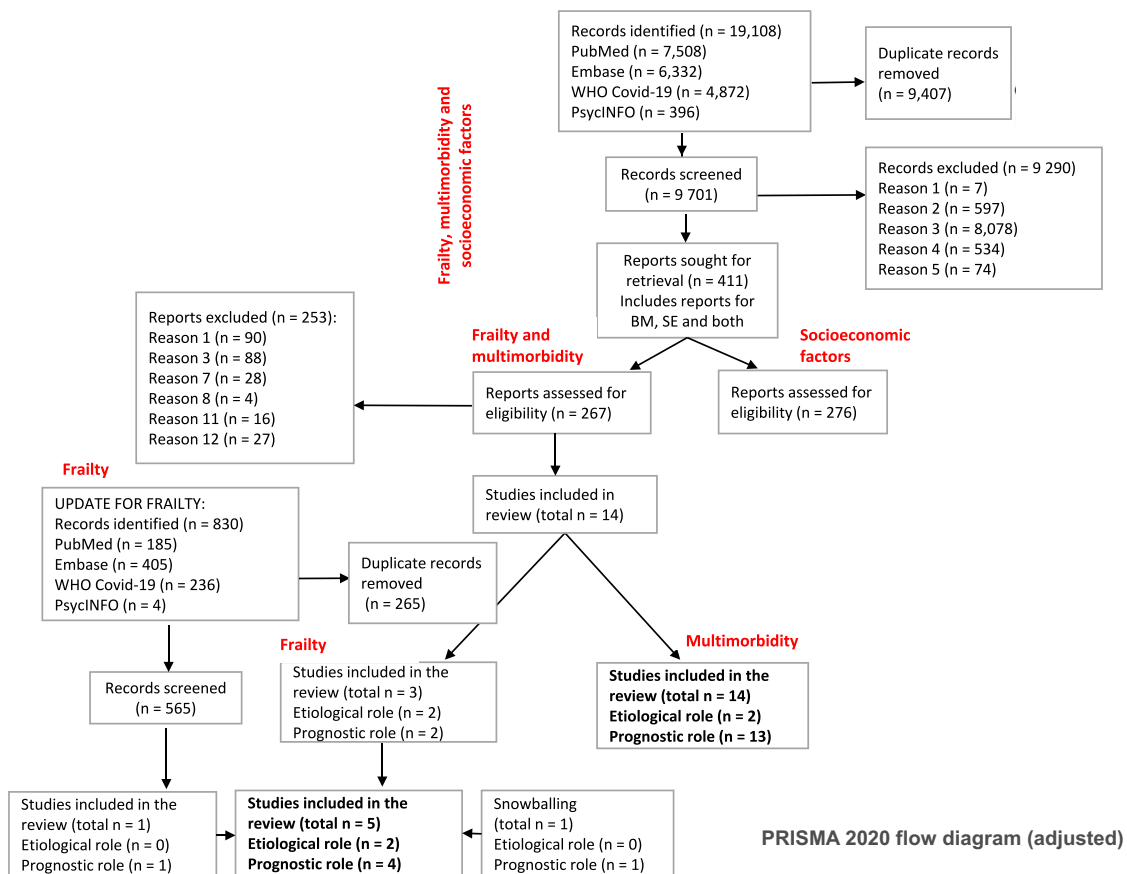 Records identified (n = 19,108)
PubMed (n = 7,508)
Embase (n = 6,332)
WHO Covid-19 (n = 4,872)
PsycINFO (n = 396)
Duplicate records
removed
(n = 9,407)
(
Frailty, multimorbidity and
socioeconomic factors
Records screened
(n = 9 701)
Records excluded (n = 9 290)
Reason 1 (n = 7)
Reason 2 (n = 597)
Reason 3 (n = 8,078)
Reason 4 (n = 534)
Reason 5 (n = 74)
Reports sought for
retrieval (n = 411)
Includes reports for
BM, SE and both
Reports excluded (n = 253):
Reason 1 (n = 90)
Reason 3 (n = 88)
Reason 7 (n = 28)
Reason 8 (n = 4)
Reason 11 (n = 16)
Reason 12 (n = 27)
Frailty and
multimorbidity
Socioeconomic
factors
Reports assessed for
eligibility (n = 267)
Reports assessed for
eligibility (n = 276)
Frailty
UPDATE FOR FRAILTY:
Records identified (n = 830)
PubMed (n = 185)
Embase (n = 405)
WHO Covid-19 (n = 236)
PsycINFO (n = 4)
Studies included in
review (total n = 14)
Duplicate records
removed
(n = 265)
Frailty
Multimorbidity
Records screened
(n = 565)
Studies included in the
review (total n = 3)
Etiological role (n = 2)
Prognostic role (n = 2)
Studies included in the
review (total n = 14)
Etiological role (n = 2)
Prognostic role (n = 13)
Studies included in the
review (total n = 1)
Etiological role (n = 0)
Prognostic role (n = 1)
Studies included in the
review (total n = 5)
Etiological role (n = 2)
Prognostic role (n = 4)
Snowballing
(total n = 1)
Etiological role (n = 0)
Prognostic role (n = 1)
PRISMA 2020 flow diagram (adjusted)